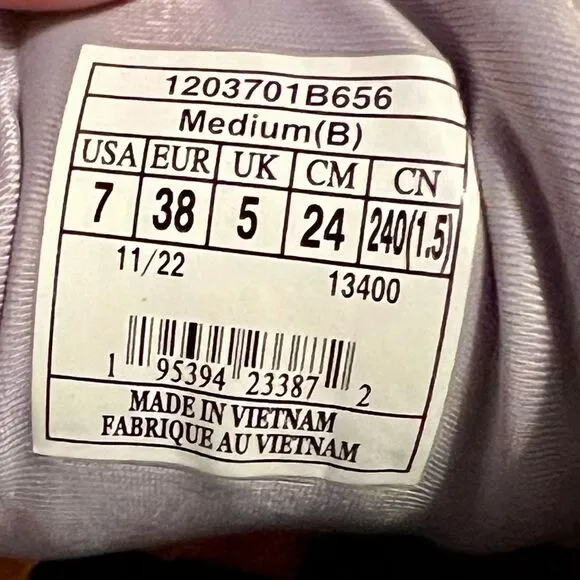 1203701B656
Medium(B)
USA EUR UK CM CN
7 38 5 24 240(1.5)
11/22 13400
1 95394 23387 2
MADE IN VIETNAM
FABRIQUE AU VIETNAM